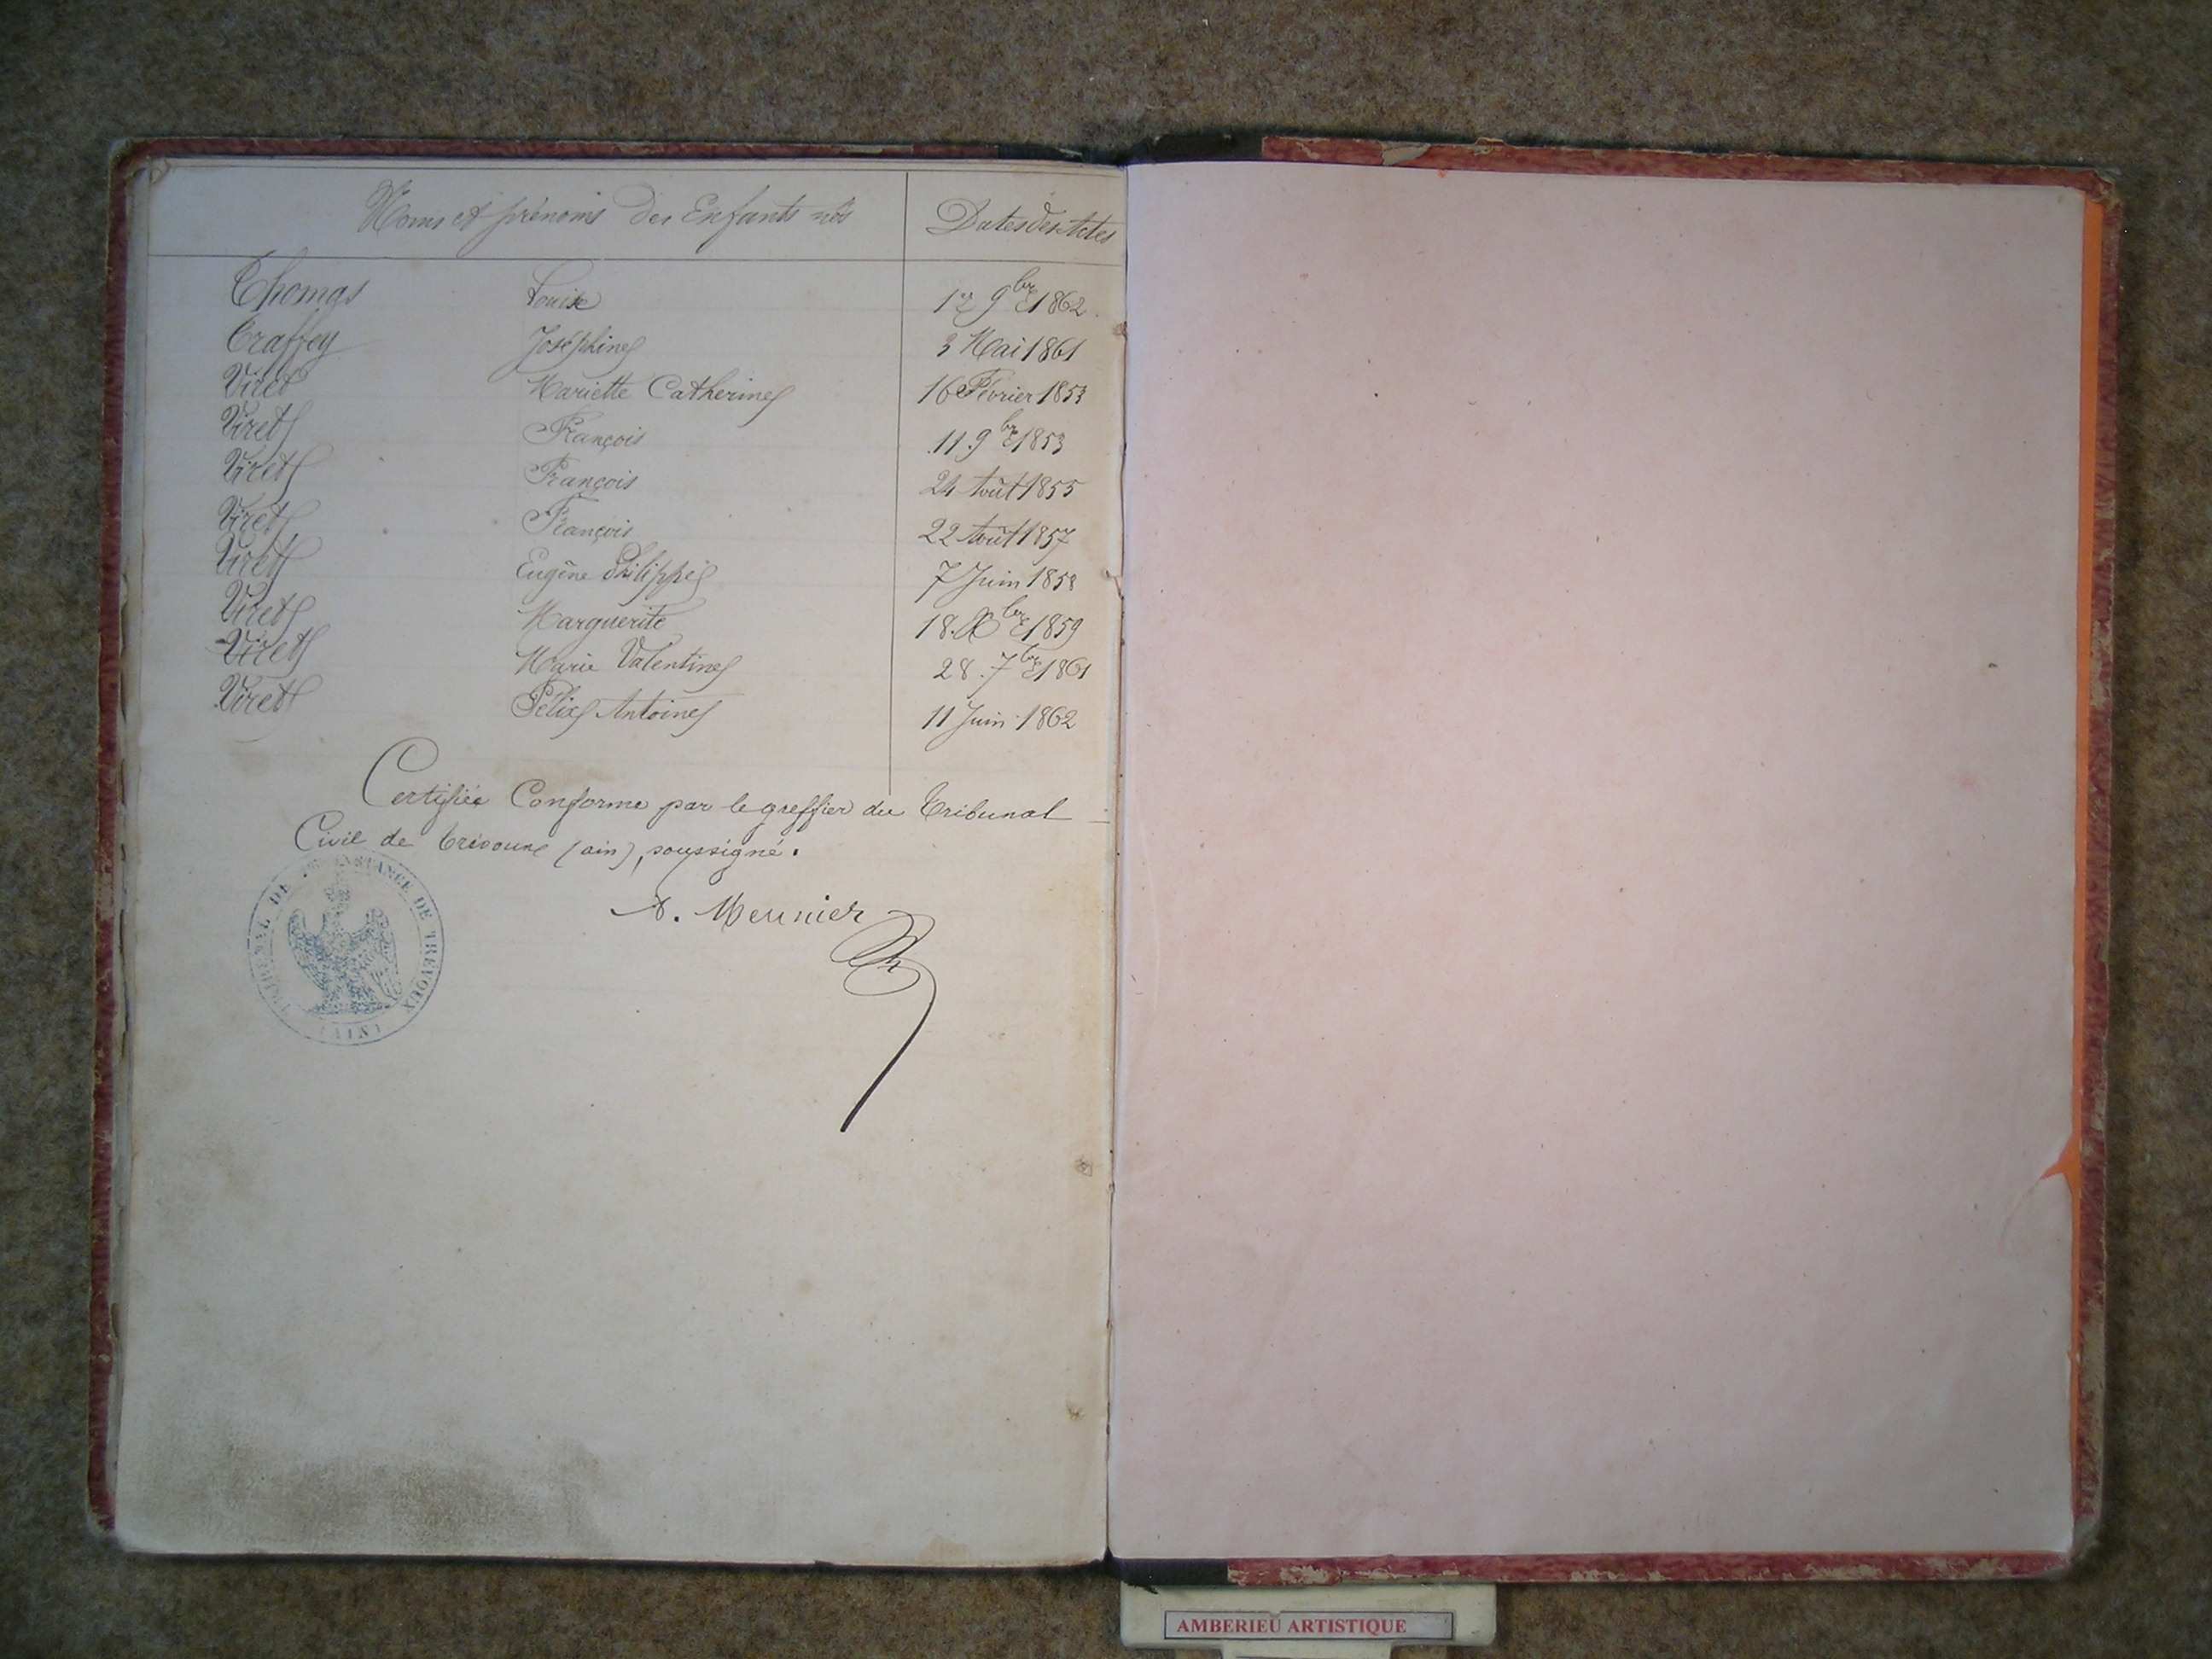 Noms et prénoms des Enfants nés Dates des Actes
Thomas Louise 1er 9bre 1862.
Traffey Joséphine 3 Mai 1861
Viret Mariette Catherine 16 Février 1853
Viret François 11 9bre 1853
Viret François 24 Août 1855
Viret François 22 Août 1857
Viret Eugène Philippe 7 Juin 1858
Viret Marguerite 18. Xbre 1859
Viret Marie Valentine 28. 7bre 1861
Viret Félix Antoine 11 Juin 1862
Certifiée Conforme par le greffier du Tribunal
Civil de Trévoux (ain), soussigné.
A. Meunier
TRIBUNAL DE 1ERE INSTANCE DE TREVOUX
(AIN)
AMBERIEU ARTISTIQUE